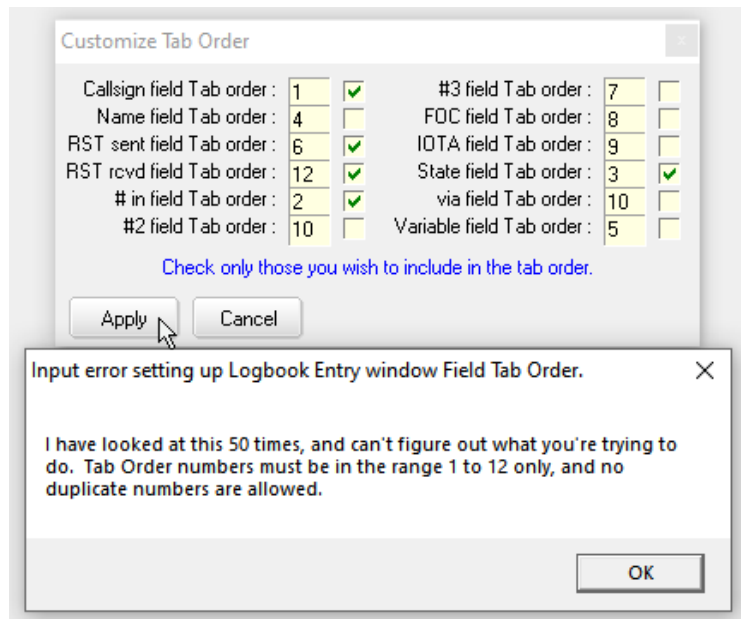 Customize Tab Order
x
Callsign field Tab order : 1
Name field Tab order : 4
RST sent field Tab order : 6
RST rcvd field Tab order : 12
# in field Tab order : 2
#2 field Tab order : 10
#3 field Tab order : 7
FOC field Tab order : 8
IOTA field Tab order : 9
State field Tab order : 3
via field Tab order : 10
Variable field Tab order : 5
Check only those you wish to include in the tab order.
Apply
Cancel
Input error setting up Logbook Entry window Field Tab Order.
I have looked at this 50 times, and can't figure out what you're trying to
do. Tab Order numbers must be in the range 1 to 12 only, and no
duplicate numbers are allowed.
OK